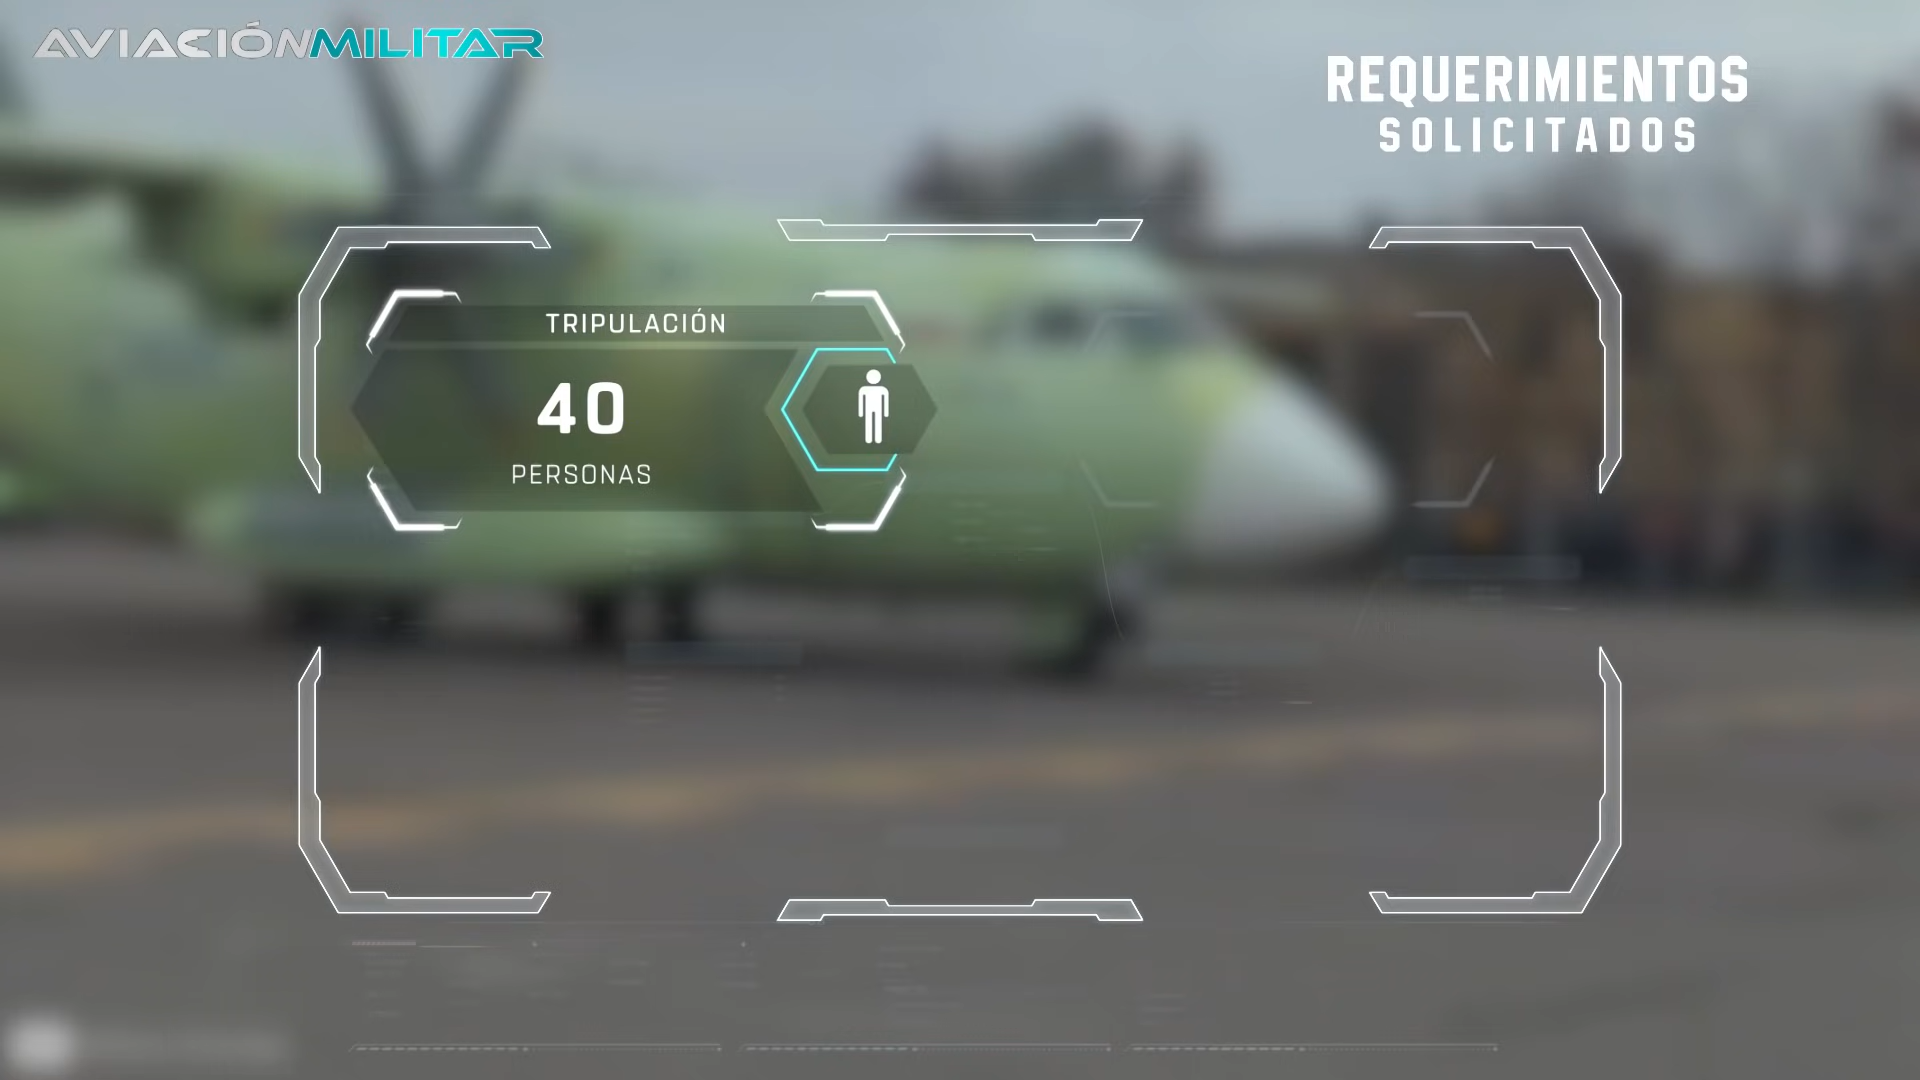 AVIACIÓNMILITAR
REQUERIMIENTOS
SOLICITADOS
TRIPULACIÓN
40
PERSONAS